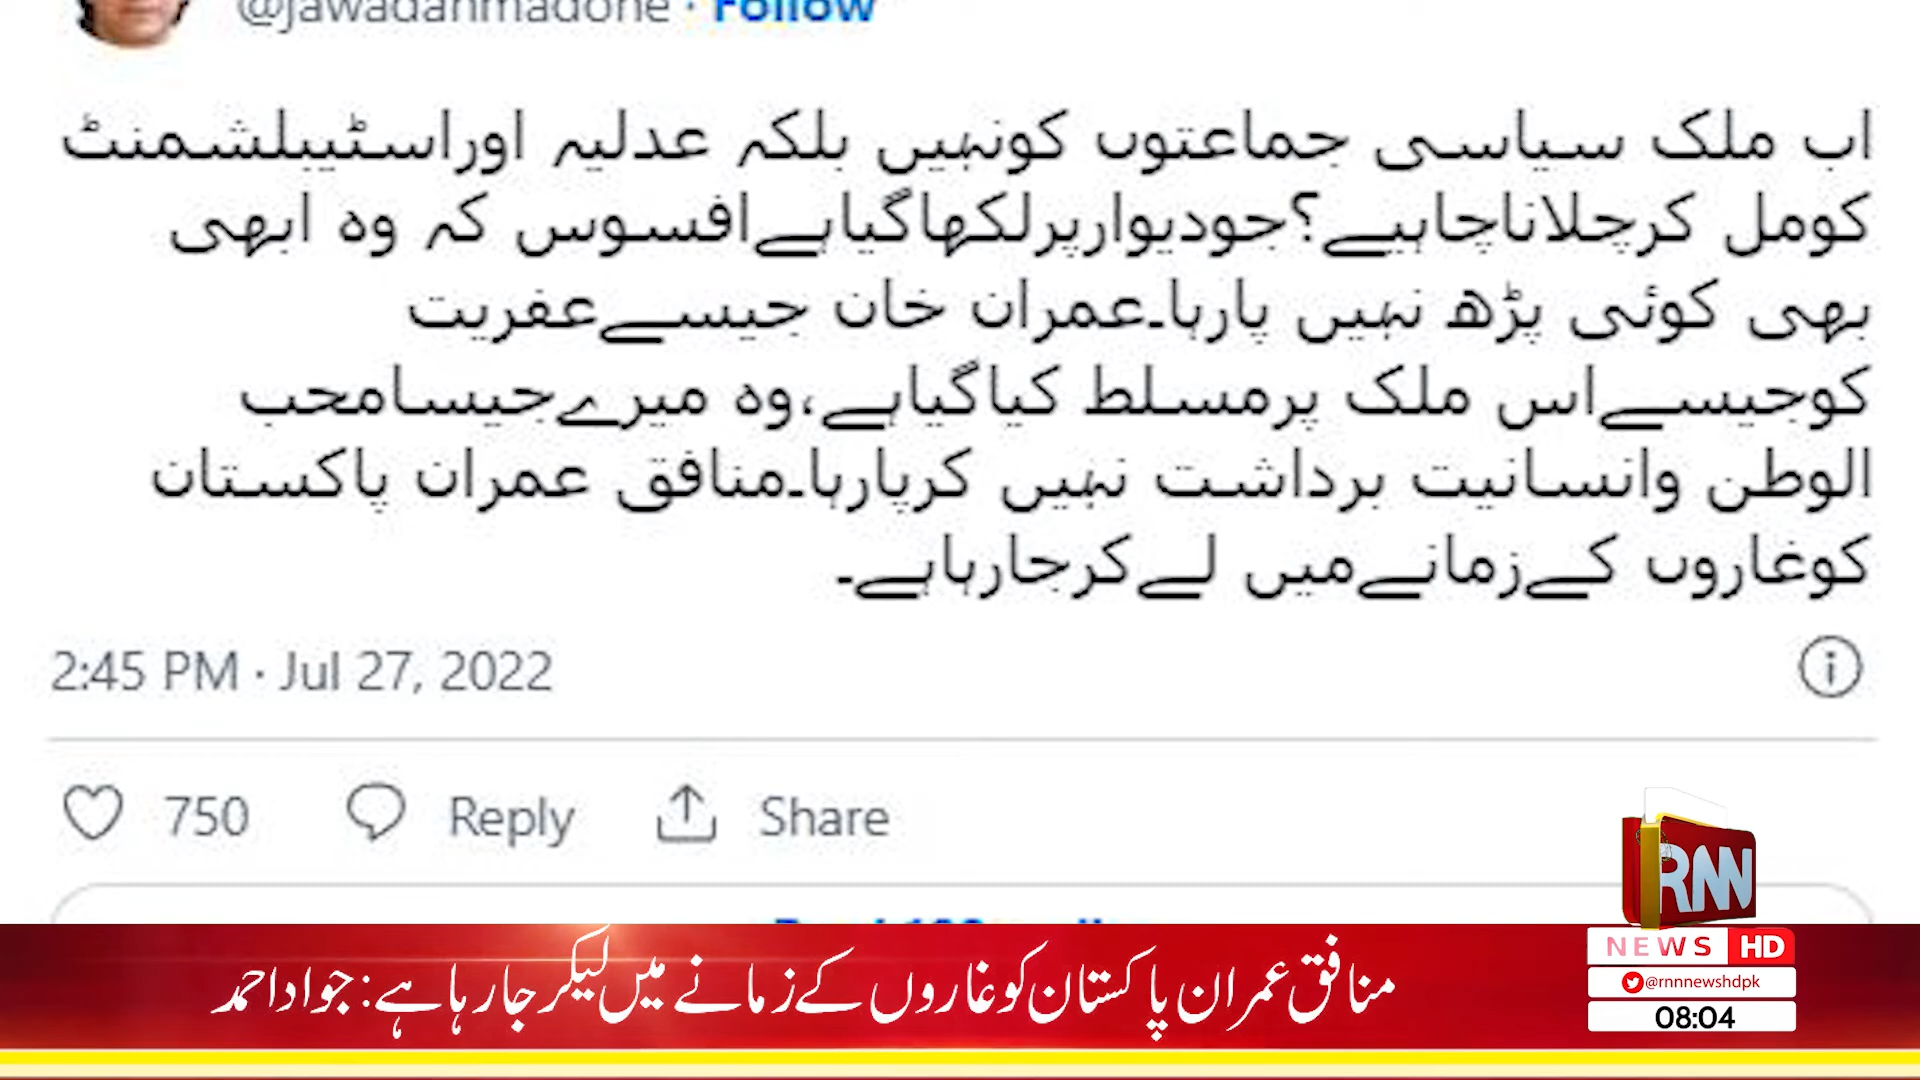 @jawadahmadone · Follow
اب ملک سیاسی جماعتوں کونہیں بلکہ عدلیہ اوراسٹیبلشمنٹ
کومل کرچلاناچاہیے؟جودیوارپرلکھاگیاہےافسوس کہ وہ ابھی
بھی کوئی پڑھ نہیں پارہا۔عمران خان جیسےعفریت
کوجیسےاس ملک پرمسلط کیاگیاہے،وہ میرےجیسامحب
الوطن وانسانیت برداشت نہیں کرپارہا۔منافق عمران پاکستان
کوغاروں کےزمانےمیں لےکرجارہاہے۔
2:45 PM · Jul 27, 2022
750 Reply Share
RNN
NEWS HD
@rnnnewshdpk
08:04
منافق عمران پاکستان کوغاروں کےزمانے میں لیکر جارہا ہے: جواداحمد